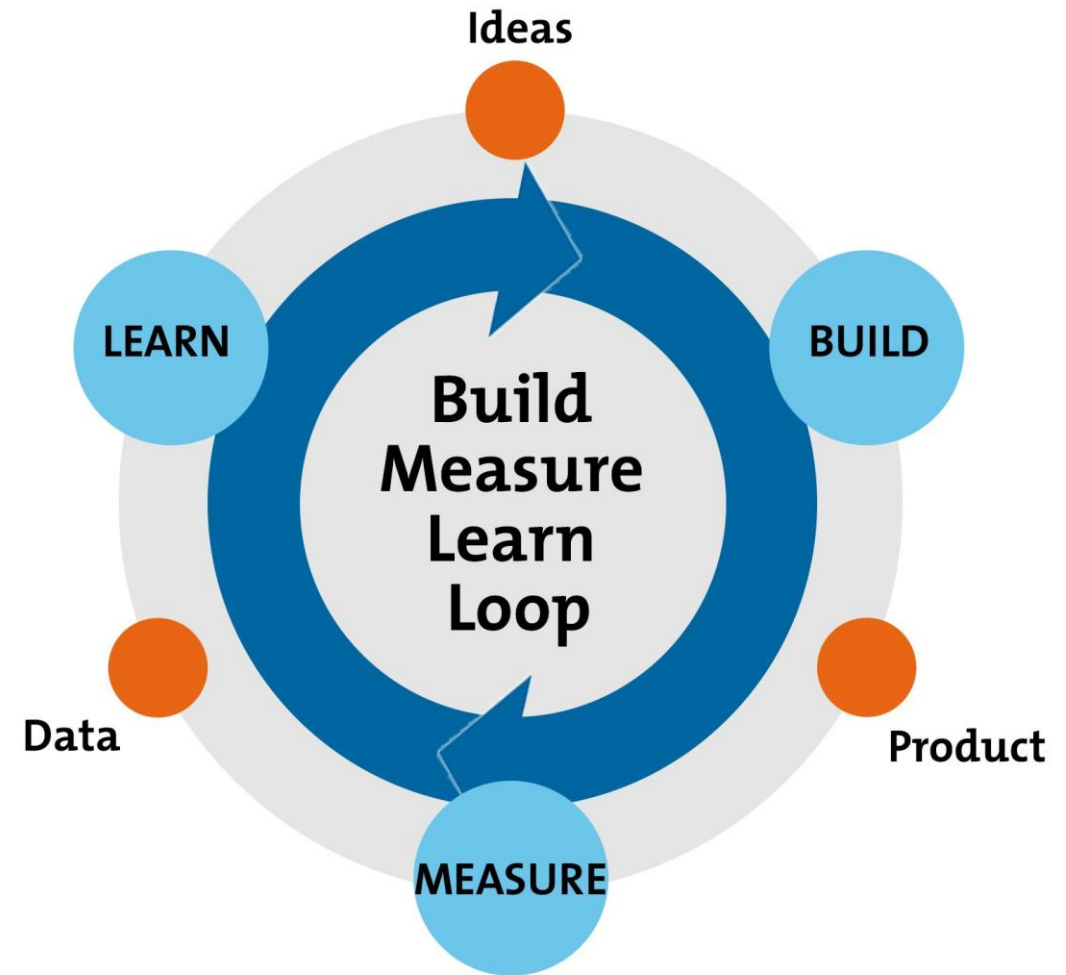 Ideas
LEARN
BUILD
Build
Measure
Learn
Loop
Data
Product
MEASURE